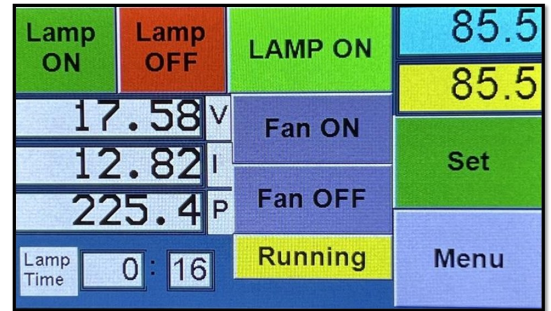 Lamp ON
Lamp OFF
LAMP ON
85.5
85.5
17.58 V
Fan ON
12.82 I
Set
225.4 P
Fan OFF
Lamp Time 0 : 16
Running
Menu